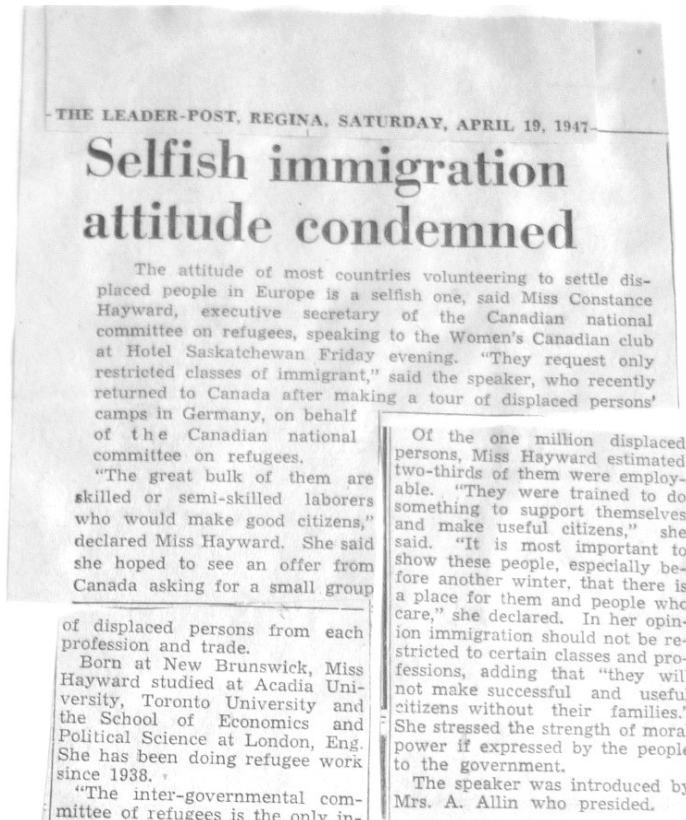 THE LEADER-POST, REGINA, SATURDAY, APRIL 19, 1947
Selfish immigration
attitude condemned
The attitude of most countries volunteering to settle dis-
placed people in Europe is a selfish one, said Miss Constance
Hayward, executive secretary of the Canadian national
committee on refugees, speaking to the Women's Canadian club
at Hotel Saskatchewan Friday evening. "They request only
restricted classes of immigrant," said the speaker, who recently
returned to Canada after making a tour of displaced persons'
camps in Germany, on behalf
of the Canadian national
committee on refugees.
"The great bulk of them are
skilled or semi-skilled laborers
who would make good citizens,"
declared Miss Hayward. She said
she hoped to see an offer from
Canada asking for a small group
of displaced persons from each
profession and trade.
Born at New Brunswick, Miss
Hayward studied at Acadia Uni-
versity, Toronto University and
the School of Economics and
Political Science at London, Eng.
She has been doing refugee work
since 1938.
"The inter-governmental com-
mittee of refugees is the only in-
Of the one million displaced
persons, Miss Hayward estimated
two-thirds of them were employ-
able. "They were trained to do
something to support themselves
and make useful citizens," she
said. "It is most important to
show these people, especially be-
fore another winter, that there is
a place for them and people who
care," she declared. In her opin-
ion immigration should not be re-
stricted to certain classes and pro-
fessions, adding that "they will
not make successful and useful
citizens without their families."
She stressed the strength of moral
power if expressed by the people
to the government.
The speaker was introduced by
Mrs. A. Allin who presided.